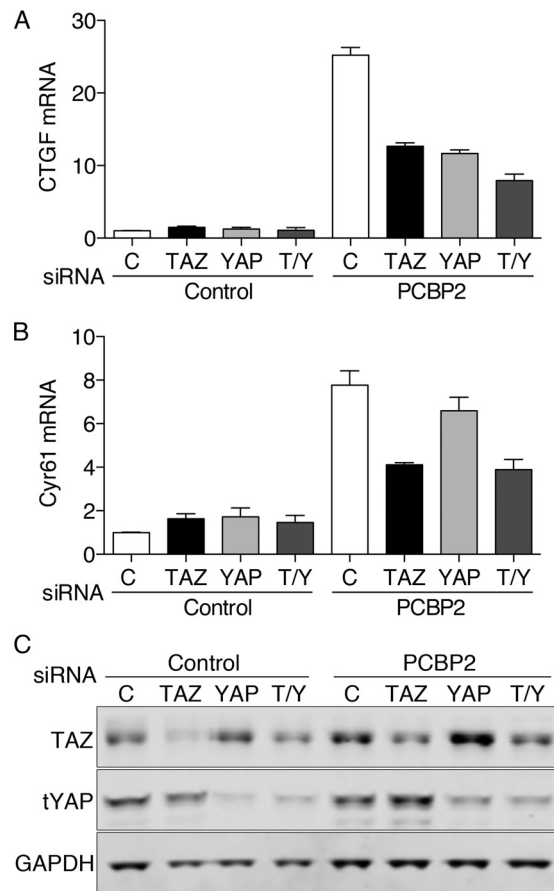 A
CTGF mRNA
30
20
10
0
siRNA
C TAZ YAP T/Y C TAZ YAP T/Y
Control PCBP2
B
Cyr61 mRNA
10
8
6
4
2
0
siRNA
C TAZ YAP T/Y C TAZ YAP T/Y
Control PCBP2
C
siRNA
Control PCBP2
C TAZ YAP T/Y C TAZ YAP T/Y
TAZ
tYAP
GAPDH